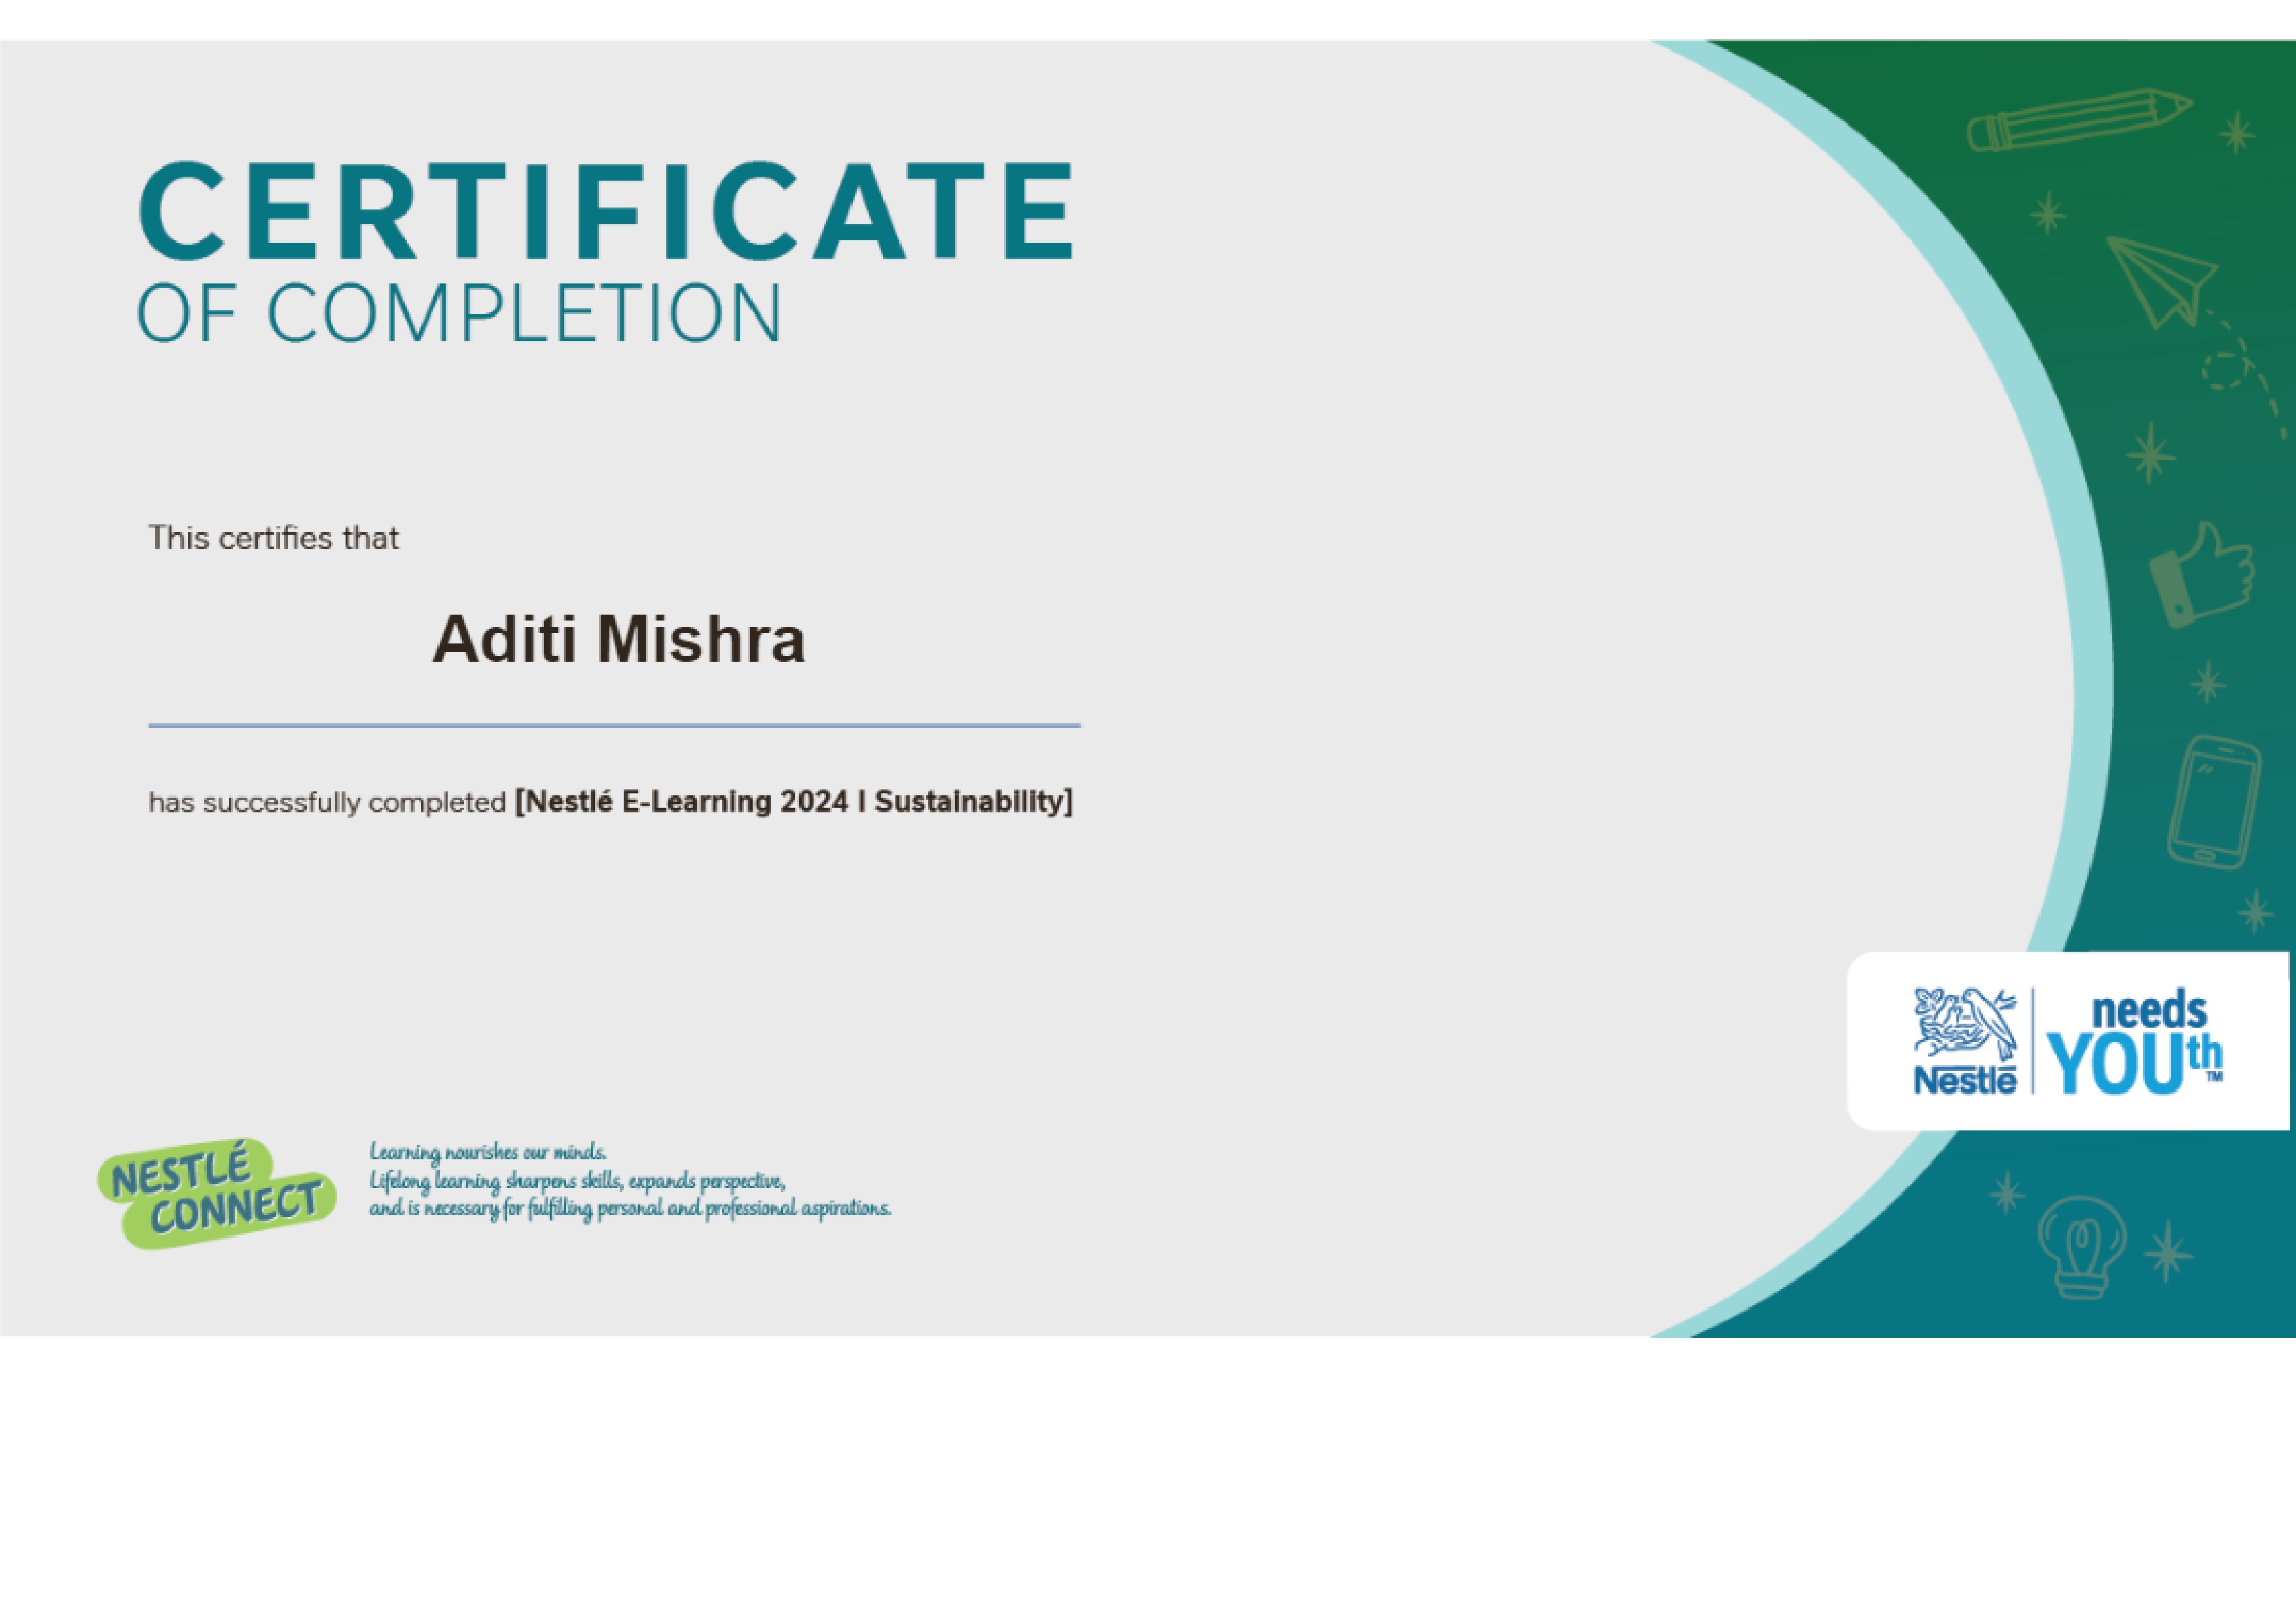 CERTIFICATE
OF COMPLETION
This certifies that
Aditi Mishra
has successfully completed [Nestlé E-Learning 2024 I Sustainability]
Nestlé
needs
YOUth
TM
NESTLÉ
CONNECT
Learning nourishes our minds.
Lifelong learning sharpens skills, expands perspective,
and is necessary for fulfilling personal and professional aspirations.